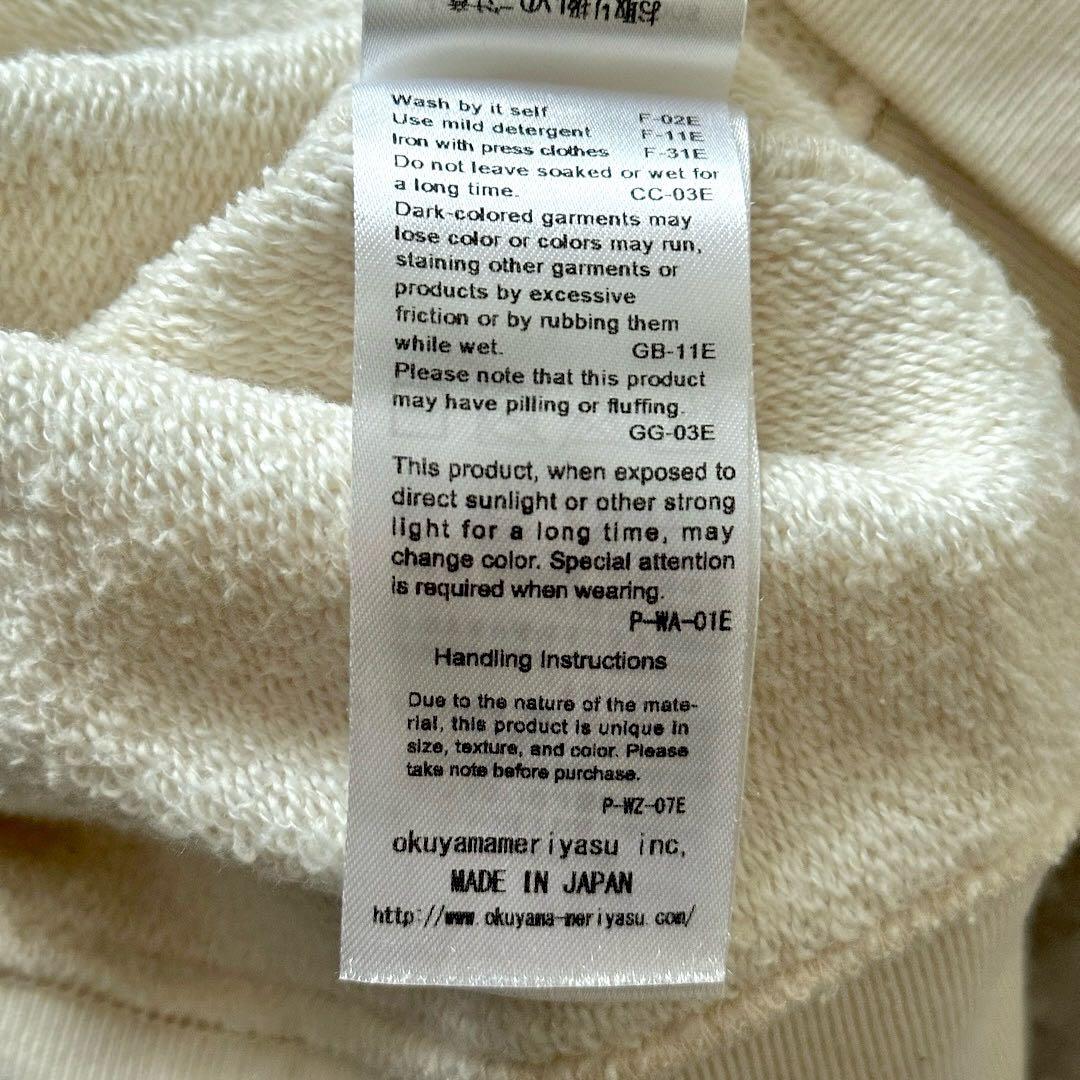 Wash by it self F-02E
Use mild detergent F-11E
Iron with press clothes F-31E
Do not leave soaked or wet for
a long time. CC-03E
Dark-colored garments may
lose color or colors may run,
staining other garments or
products by excessive
friction or by rubbing them
while wet. GB-11E
Please note that this product
may have pilling or fluffing.
GG-03E
This product, when exposed to
direct sunlight or other strong
light for a long time, may
change color. Special attention
is required when wearing.
P-WA-01E
Handling Instructions
Due to the nature of the mate-
rial, this product is unique in
size, texture, and color. Please
take note before purchase.
P-WZ-07E
okuyamameriyasu inc,
MADE IN JAPAN
http://www.okuyama-meriyasu.com/